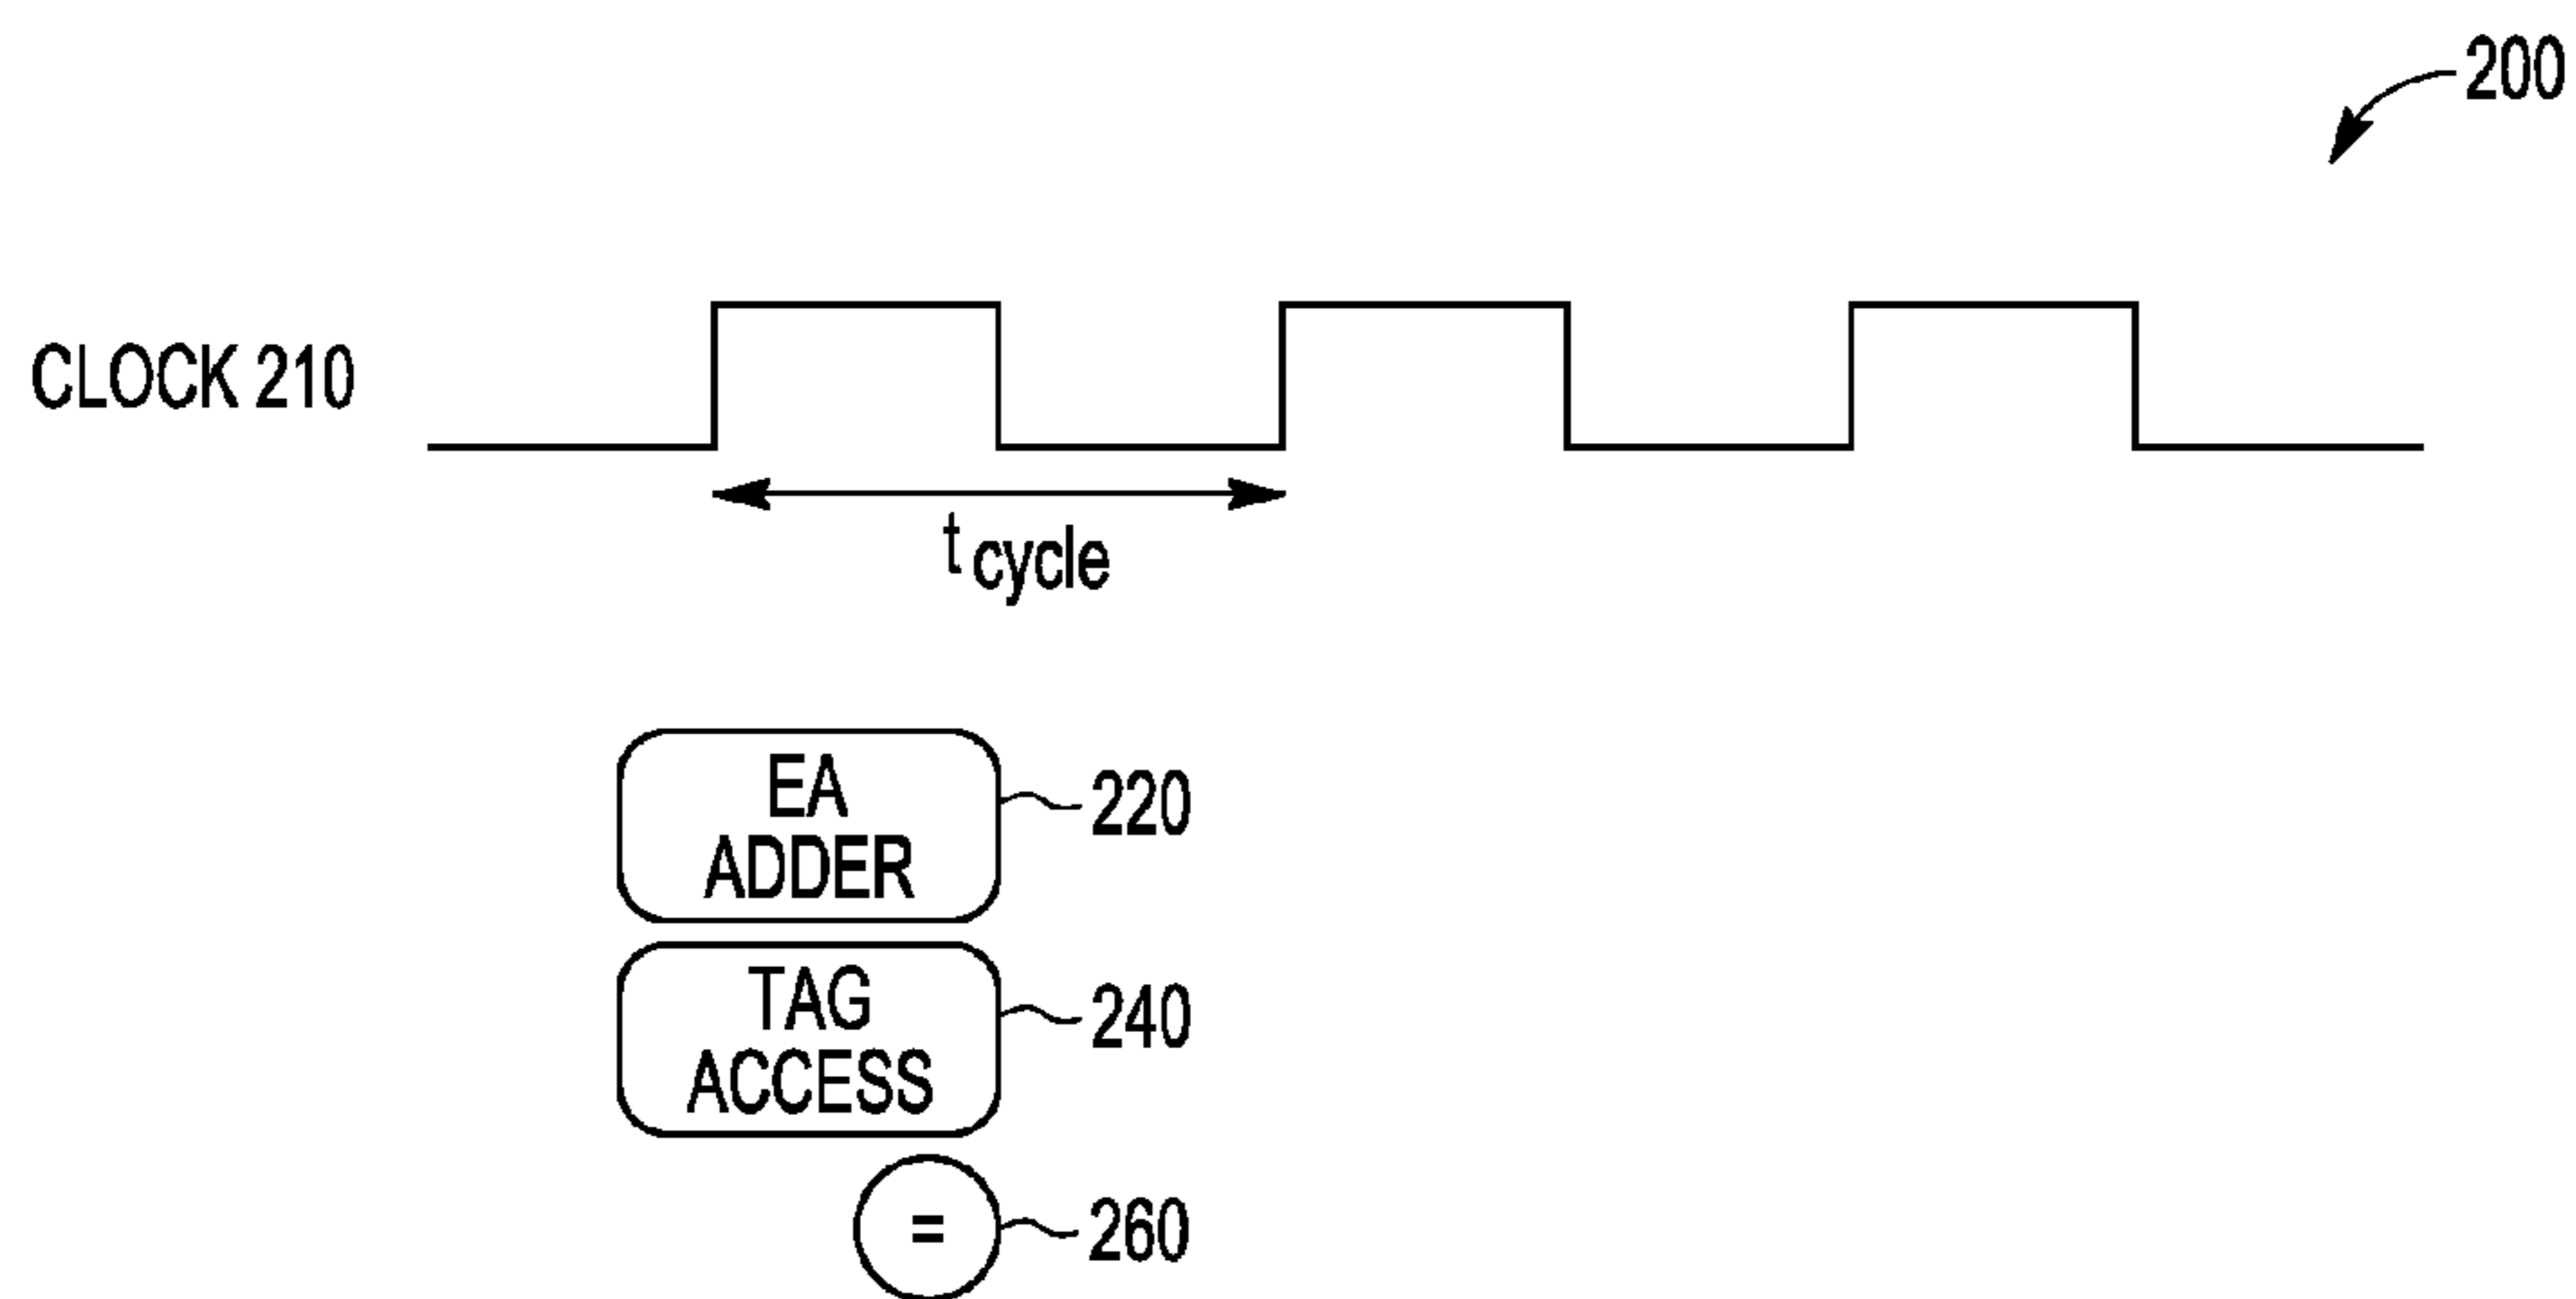 200
CLOCK 210
t cycle
EA
ADDER
220
TAG
ACCESS
240
=
260